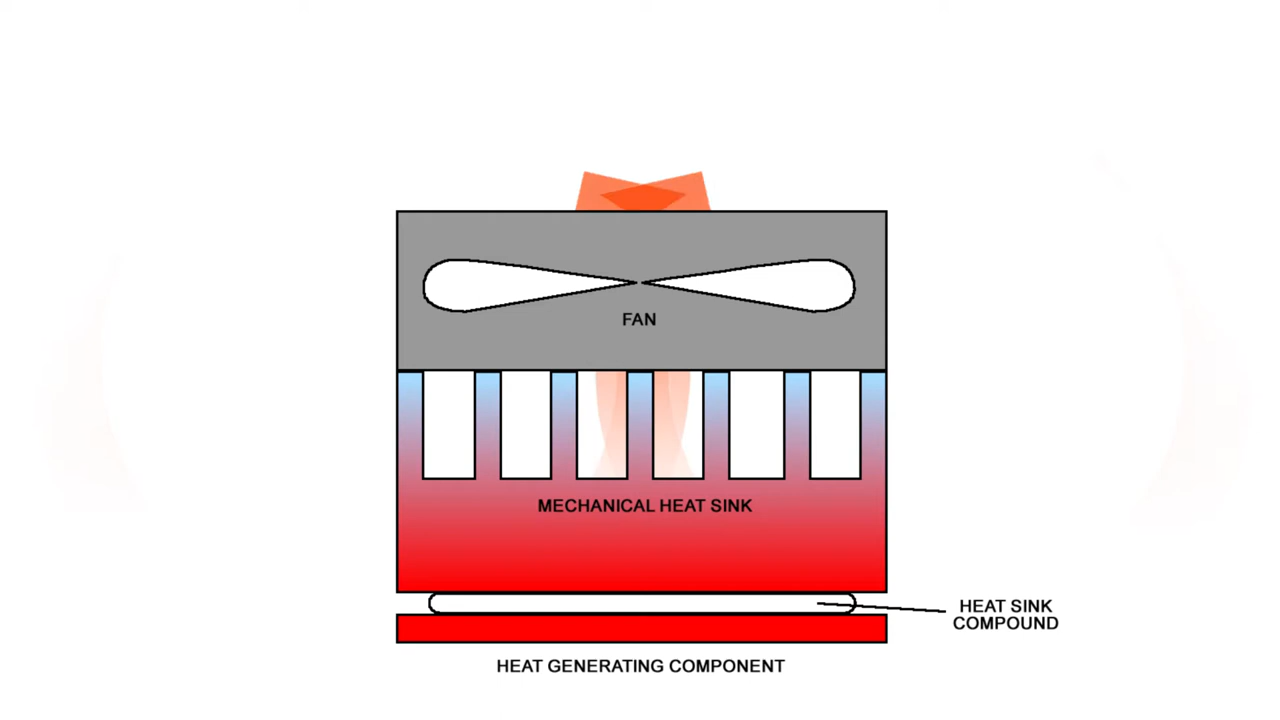 FAN
MECHANICAL HEAT SINK
HEAT SINK
COMPOUND
HEAT GENERATING COMPONENT